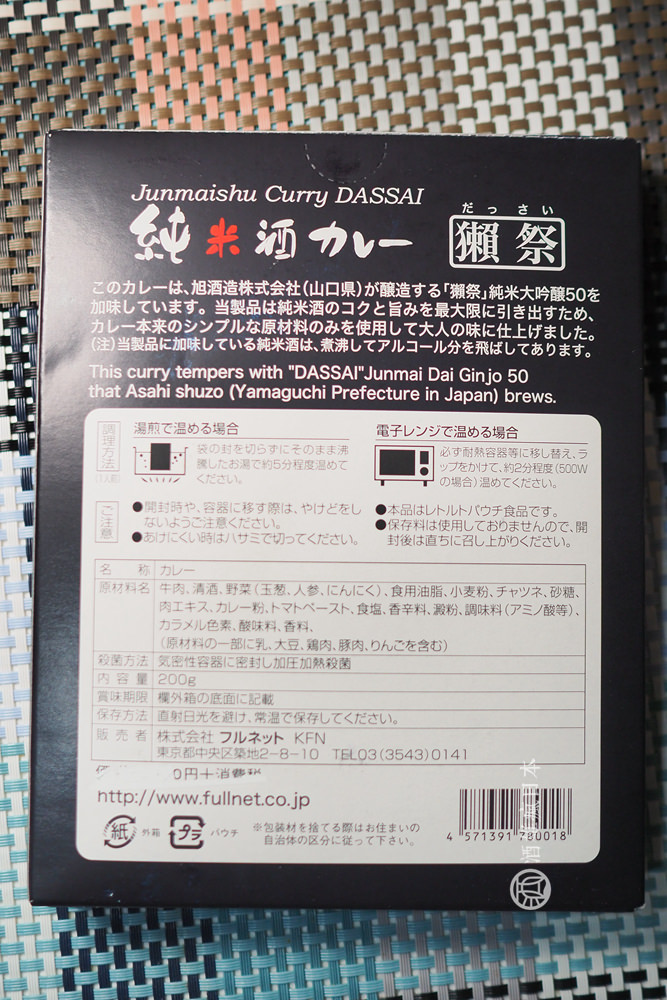 Junmaishu Curry DASSAI
純米酒カレー
だっさい
獺祭
このカレーは、旭酒造株式会社(山口県)が醸造する「獺祭」純米大吟醸50を
加味しています。当製品は純米酒のコクと旨みを最大限に引き出すため、
カレー本来のシンプルな原材料のみを使用して大人の味に仕上げました。
(注)当製品に加味している純米酒は、煮沸してアルコール分を飛ばしてあります。
This curry tempers with "DASSAI"Junmai Dai Ginjo 50
that Asahi shuzo (Yamaguchi Prefecture in Japan) brews.
調理方法
(1人前)
湯煎で温める場合
袋の封を切らずにそのまま沸
騰したお湯で約5分程度温めて
ください。
電子レンジで温める場合
必ず耐熱容器等に移し替え、ラ
ップをかけて、約2分程度(500W
の場合)温めてください。
ご注意
●開封時や、容器に移す際は、やけどをし
ないようご注意ください。
●あけにくい時はハサミで切ってください。
●本品はレトルトパウチ食品です。
●保存料は使用しておりませんので、開
封後は直ちに召し上がりください。
名 称 カレー
原材料名 牛肉、清酒、野菜(玉葱、人参、にんにく)、食用油脂、小麦粉、チャツネ、砂糖、
肉エキス、カレー粉、トマトペースト、食塩、香辛料、澱粉、調味料(アミノ酸等)、
カラメル色素、酸味料、香料、
(原材料の一部に乳、大豆、鶏肉、豚肉、りんごを含む)
殺菌方法 気密性容器に密封し加圧加熱殺菌
内容量 200g
賞味期限 欄外箱の底面に記載
保存方法 直射日光を避け、常温で保存してください。
販売者 株式会社 フルネット KFN
東京都中央区築地2-8-10 TEL03(3543)0141
0円+消費税
http://www.fullnet.co.jp
紙 外箱 プラ パウチ
※包装材を捨てる際はお住まいの
自治体の区分に従って下さい。
4 571391 780018